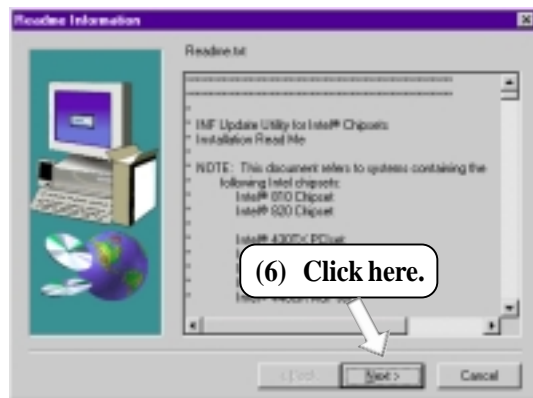 Readme Information
Readme.txt
==================================================
==================================================
*
* INF Update Utility for Intel® Chipsets
* Installation Read Me
*
* NOTE: This document refers to systems containing the
* following Intel chipsets:
* Intel® 810 Chipset
* Intel® 820 Chipset
*
* Intel® 430TX PCIset
(6) Click here.
< Back
Next >
Cancel